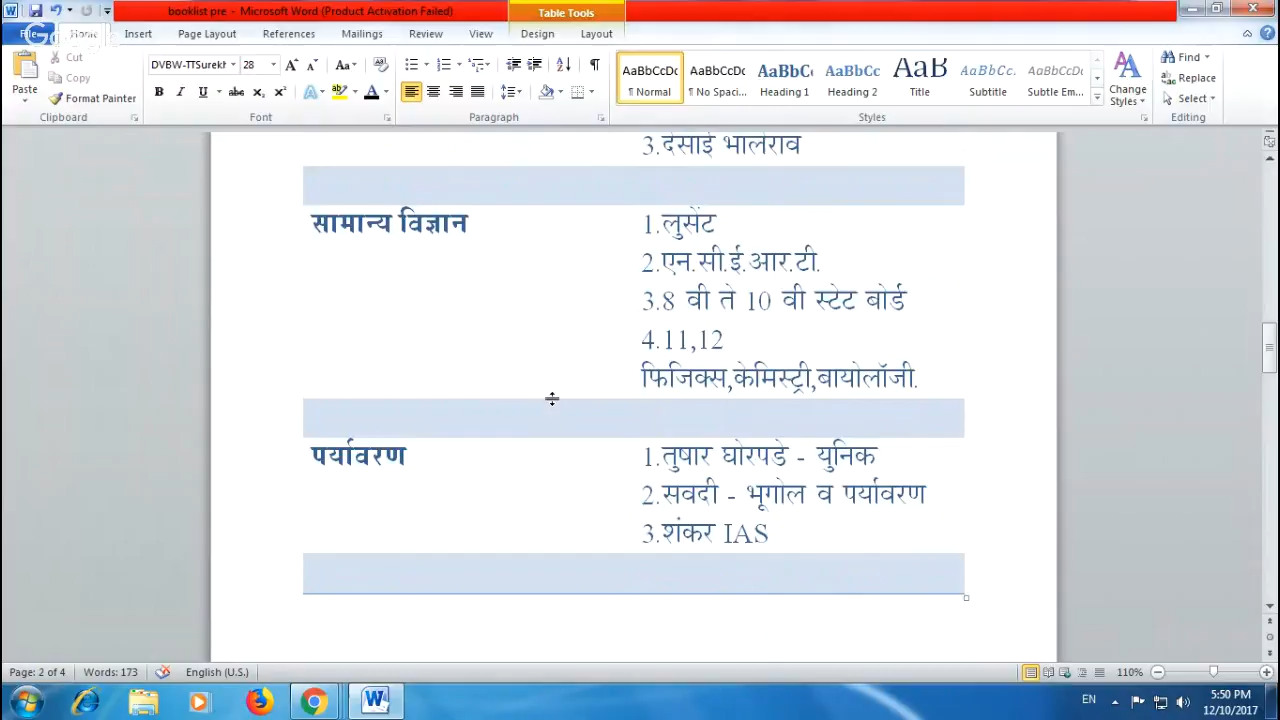 booklist pre - Microsoft Word (Product Activation Failed)
Table Tools
File Home Insert Page Layout References Mailings Review View Design Layout
Google
Paste
Cut
Copy
Format Painter
Clipboard
DVBW-TTSurekh 28
Font
Paragraph
AaBbCcDc
¶ Normal
AaBbCcDc
¶ No Spaci...
AaBbC
Heading 1
AaBbCc
Heading 2
AaB
Title
AaBbCc.
Subtitle
AaBbCcDc
Subtle Em...
Change Styles
Styles
Find
Replace
Select
Editing
3.देसाई भालेराव
सामान्य विज्ञान
1.लुसेंट
2.एन.सी.ई.आर.टी.
3.8 वी ते 10 वी स्टेट बोर्ड
4.11,12
फिजिक्स,केमिस्ट्री,बायोलॉजी.
पर्यावरण
1.तुषार घोरपडे - युनिक
2.सवदी - भूगोल व पर्यावरण
3.शंकर IAS
Page: 2 of 4 Words: 173 English (U.S.) 110%
EN 5:50 PM
12/10/2017